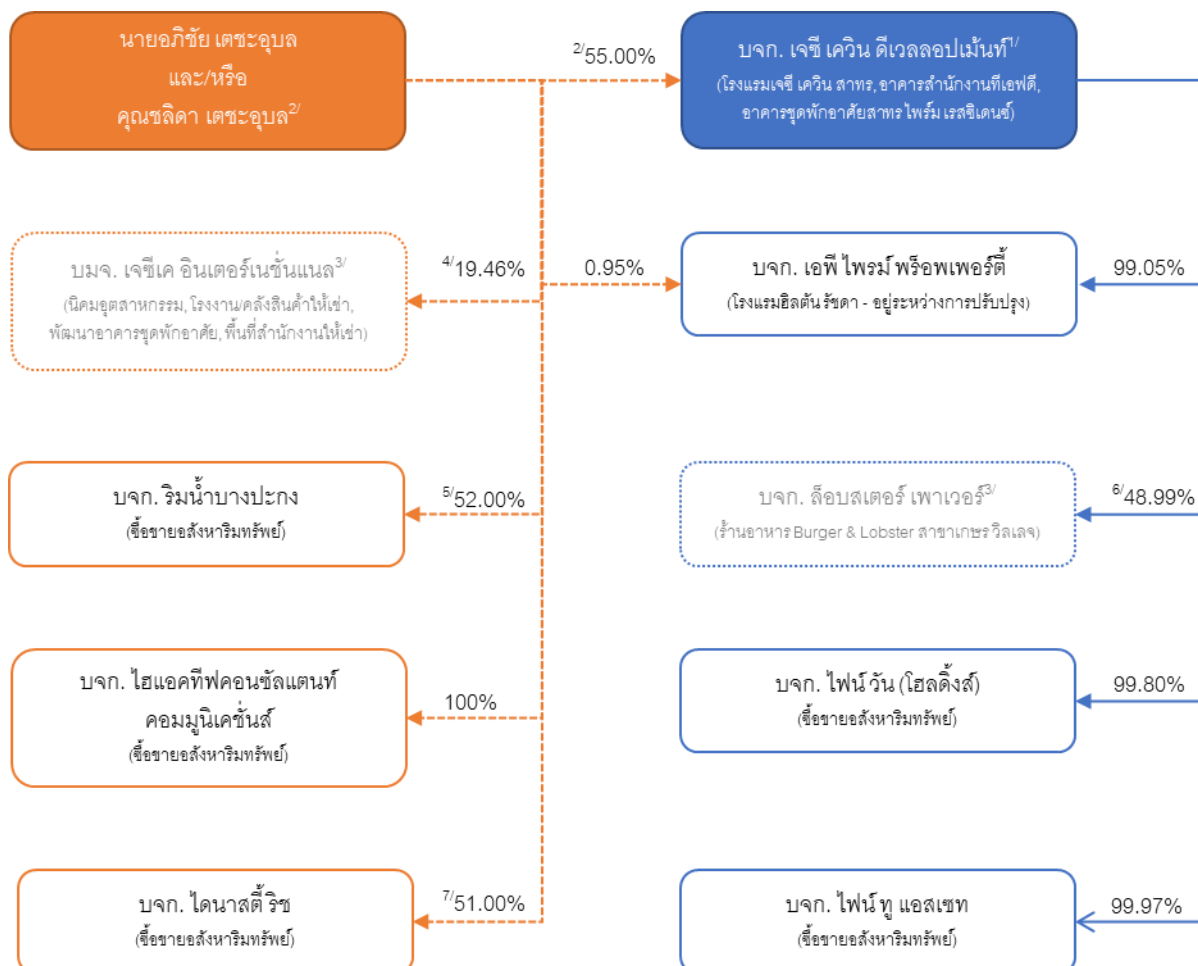 นายอภิชัย เตชะอุบล
และ/หรือ
คุณชลิดา เตชะอุบล2/
2/55.00%
บจก. เจซี เควิน ดีเวลลอปเม้นท์1/
(โรงแรมเจซี เควิน สาทร, อาคารสำนักงานทีเอฟดี,
อาคารชุดพักอาศัยสาทร ไพร์ม เรสซิเดนซ์)
บมจ. เจซีเค อินเตอร์เนชั่นแนล3/
(นิคมอุตสาหกรรม, โรงงาน/คลังสินค้าให้เช่า,
พัฒนาอาคารชุดพักอาศัย, พื้นที่สำนักงานให้เช่า)
4/19.46%
0.95%
บจก. เอพี ไพรม์ พร็อพเพอร์ตี้
(โรงแรมฮิลตัน รัชดา - อยู่ระหว่างการปรับปรุง)
99.05%
บจก. ริมน้ำบางปะกง
(ซื้อขายอสังหาริมทรัพย์)
5/52.00%
บจก. ล็อบสเตอร์ เพาเวอร์3/
(ร้านอาหาร Burger & Lobster สาขาเกษร วิลเลจ)
6/48.99%
บจก. ไฮแอคทีฟคอนซัลแตนท์
คอมมูนิเคชั่นส์
(ซื้อขายอสังหาริมทรัพย์)
100%
บจก. ไฟน์ วัน (โฮลดิ้งส์)
(ซื้อขายอสังหาริมทรัพย์)
99.80%
บจก. ไดนาสตี้ ริช
(ซื้อขายอสังหาริมทรัพย์)
7/51.00%
บจก. ไฟน์ ทู แอสเซท
(ซื้อขายอสังหาริมทรัพย์)
99.97%